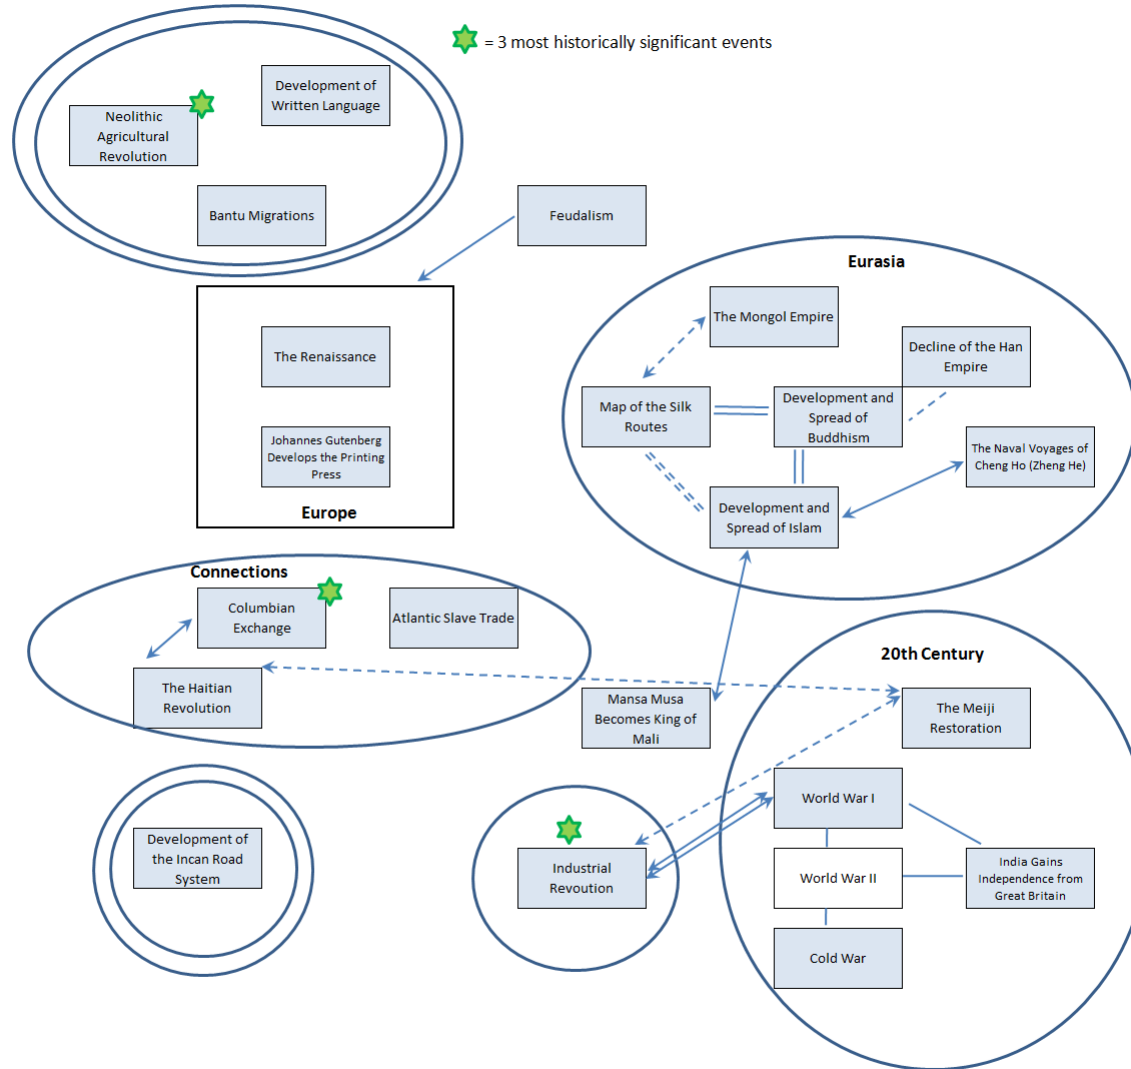 = 3 most historically significant events
Development of
Written Language
Neolithic
Agricultural
Revolution
Bantu Migrations
Feudalism
Eurasia
The Mongol Empire
Decline of the Han
Empire
Map of the Silk
Routes
Development and
Spread of
Buddhism
The Naval Voyages of
Cheng Ho (Zheng He)
Development and
Spread of Islam
The Renaissance
Johannes Gutenberg
Develops the Printing
Press
Europe
Connections
Columbian
Exchange
Atlantic Slave Trade
The Haitian
Revolution
Mansa Musa
Becomes King of
Mali
20th Century
The Meiji
Restoration
World War I
World War II
India Gains
Independence from
Great Britain
Cold War
Development of
the Incan Road
System
Industrial
Revoution